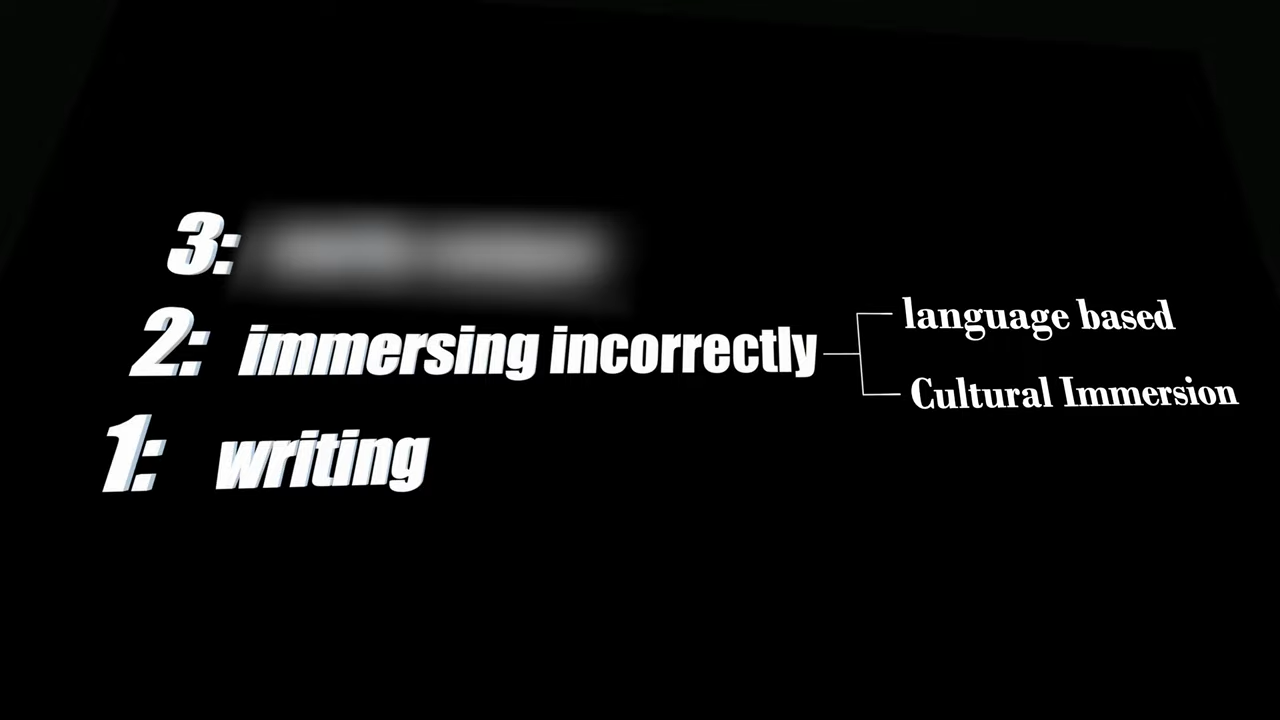 3:
2: immersing incorrectly
language based
Cultural Immersion
1: writing